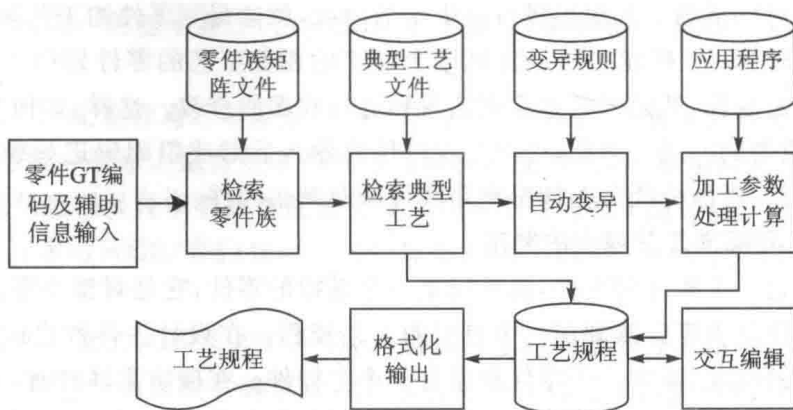 零件族矩
阵文件
典型工艺
文件
变异规则
应用程序
零件GT编
码及辅助
信息输入
检索
零件族
检索典型
工艺
自动变异
加工参数
处理计算
工艺规程
格式化
输出
工艺规程
交互编辑